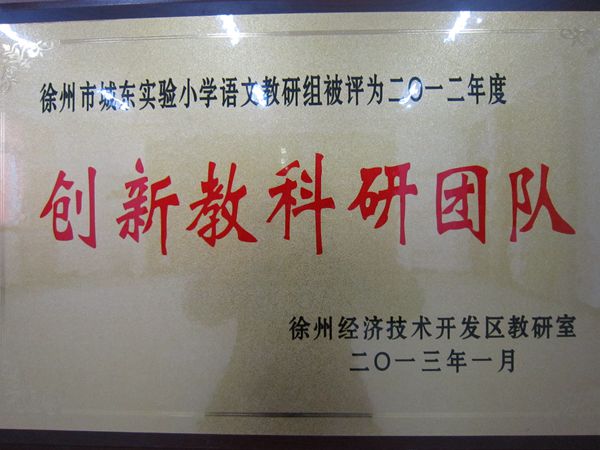 徐州市城东实验小学语文教研组被评为二〇一二年度
创新教科研团队
徐州经济技术开发区教研室
二〇一三年一月